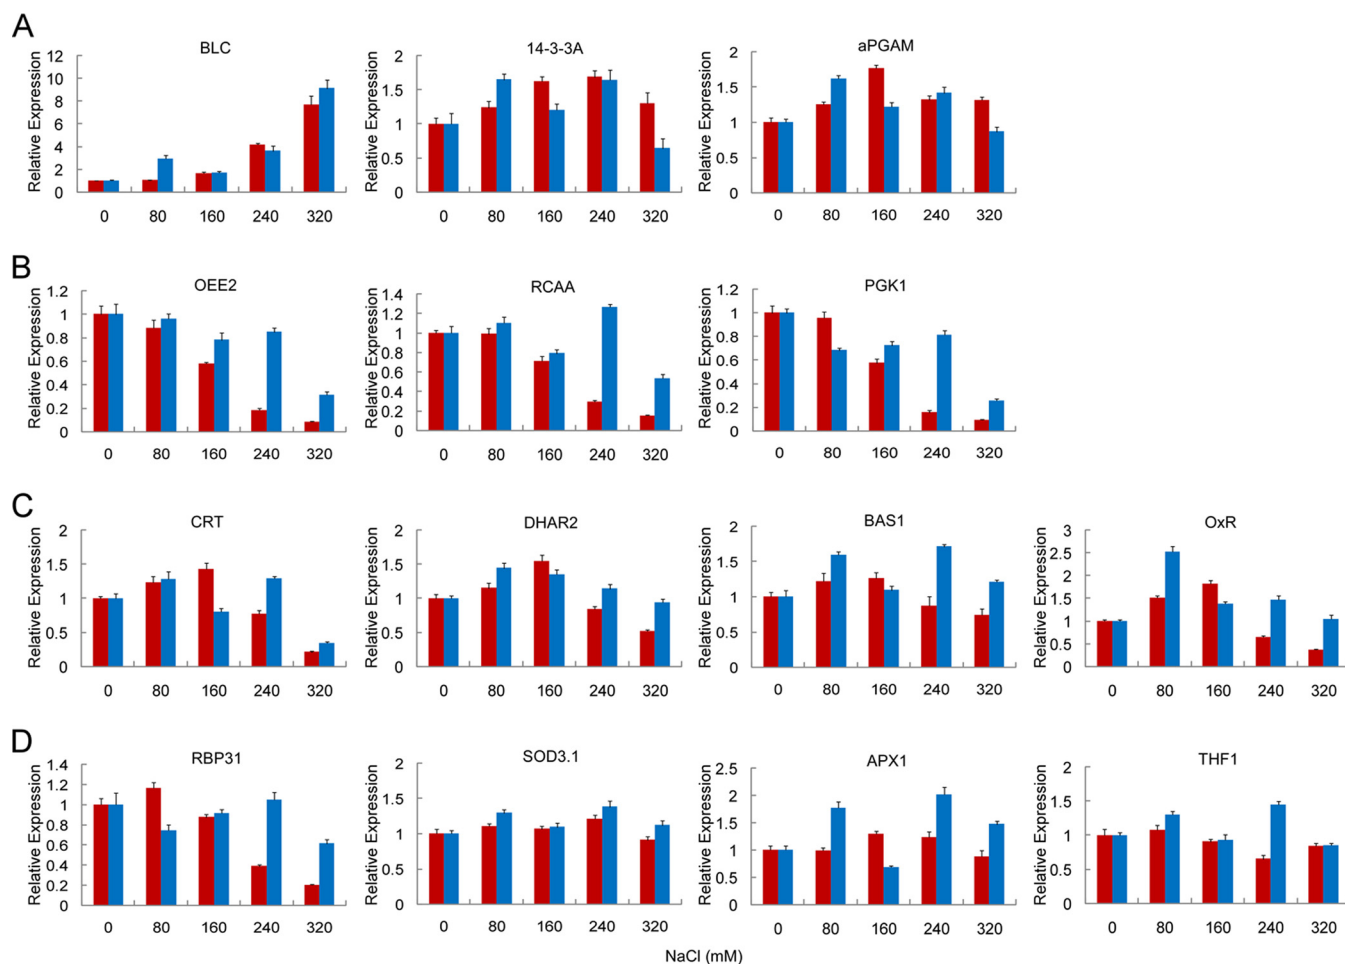 A
BLC
14-3-3A
aPGAM
Relative Expression
12
10
8
6
4
2
0
0 80 160 240 320
Relative Expression
2
1.5
1
0.5
0
0 80 160 240 320
Relative Expression
2
1.5
1
0.5
0
0 80 160 240 320
B
OEE2
RCAA
PGK1
Relative Expression
1.2
1
0.8
0.6
0.4
0.2
0
0 80 160 240 320
Relative Expression
1.4
1.2
1
0.8
0.6
0.4
0.2
0
0 80 160 240 320
Relative Expression
1.2
1
0.8
0.6
0.4
0.2
0
0 80 160 240 320
C
CRT
DHAR2
BAS1
OxR
Relative Expression
2
1.5
1
0.5
0
0 80 160 240 320
Relative Expression
2
1.5
1
0.5
0
0 80 160 240 320
Relative Expression
2
1.5
1
0.5
0
0 80 160 240 320
Relative Expression
3
2.5
2
1.5
1
0.5
0
0 80 160 240 320
D
RBP31
SOD3.1
APX1
THF1
Relative Expression
1.4
1.2
1
0.8
0.6
0.4
0.2
0
0 80 160 240 320
Relative Expression
2
1.5
1
0.5
0
0 80 160 240 320
Relative Expression
2.5
2
1.5
1
0.5
0
0 80 160 240 320
Relative Expression
2
1.5
1
0.5
0
0 80 160 240 320
NaCl (mM)